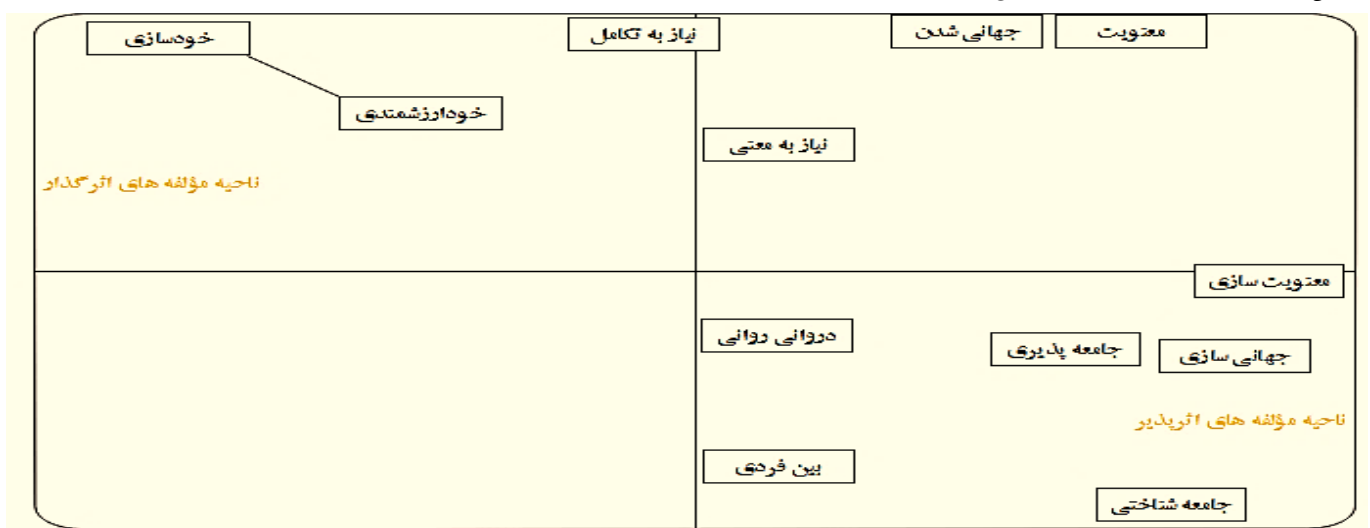 معنویت
جهانی شدن
نیاز به تکامل
خودسازی
خودارزشمندی
نیاز به معنی
ناحیه مؤلفه های اثرگذار
معنویت سازی
دروانی روانی
جامعه پذیری
جهانی سازی
ناحیه مؤلفه های اثرپذیر
بین فردی
جامعه شناختی